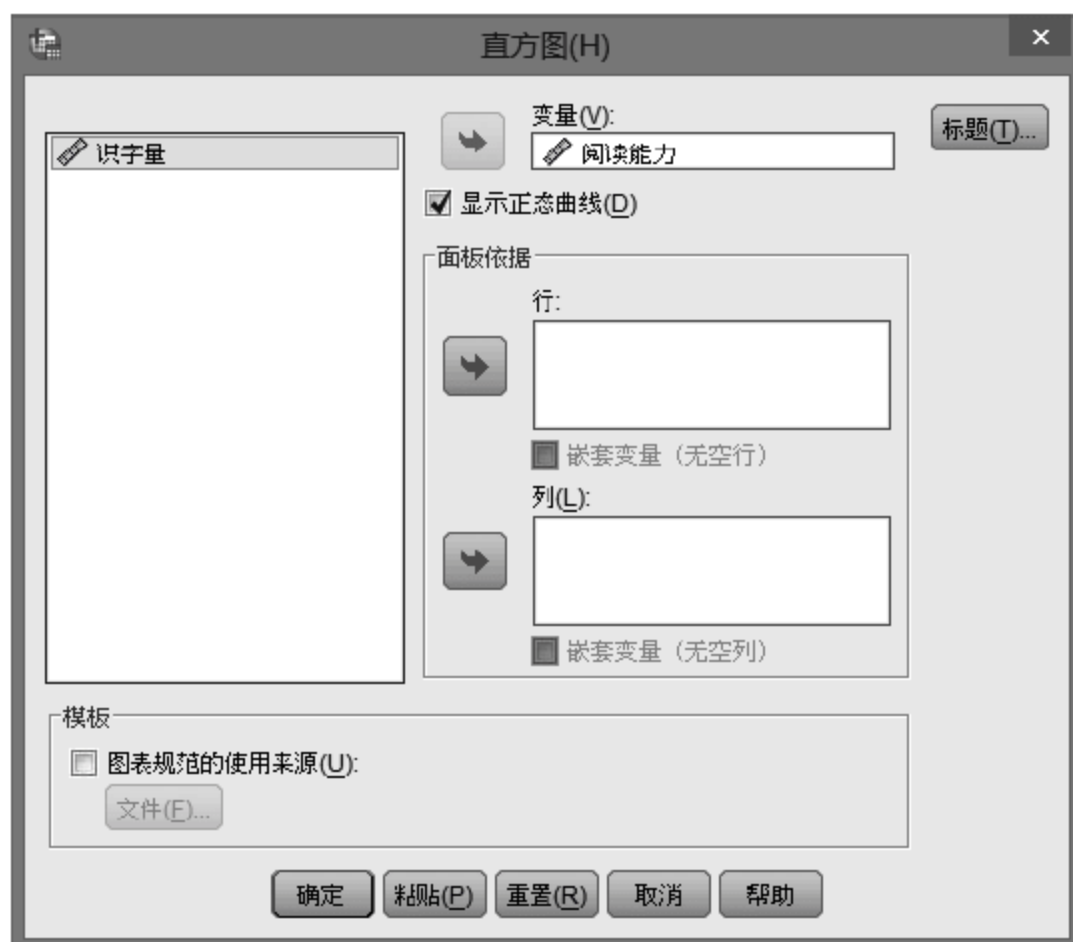 直方图(H)
识字量
变量(V):
阅读能力
标题(T)...
显示正态曲线(D)
面板依据
行:
嵌套变量（无空行）
列(L):
嵌套变量（无空列）
模板
图表规范的使用来源(U):
文件(F)...
确定 粘贴(P) 重置(R) 取消 帮助